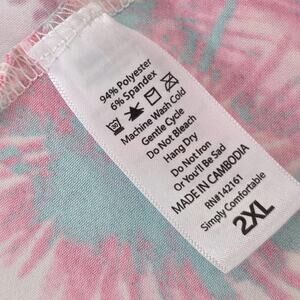 94% Polyester
6% Spandex
Machine Wash Cold
Gentle Cycle
Do Not Bleach
Hang Dry
Do Not Iron
Or You'll Be Sad
MADE IN CAMBODIA
RN#142161
Simply Comfortable
2XL